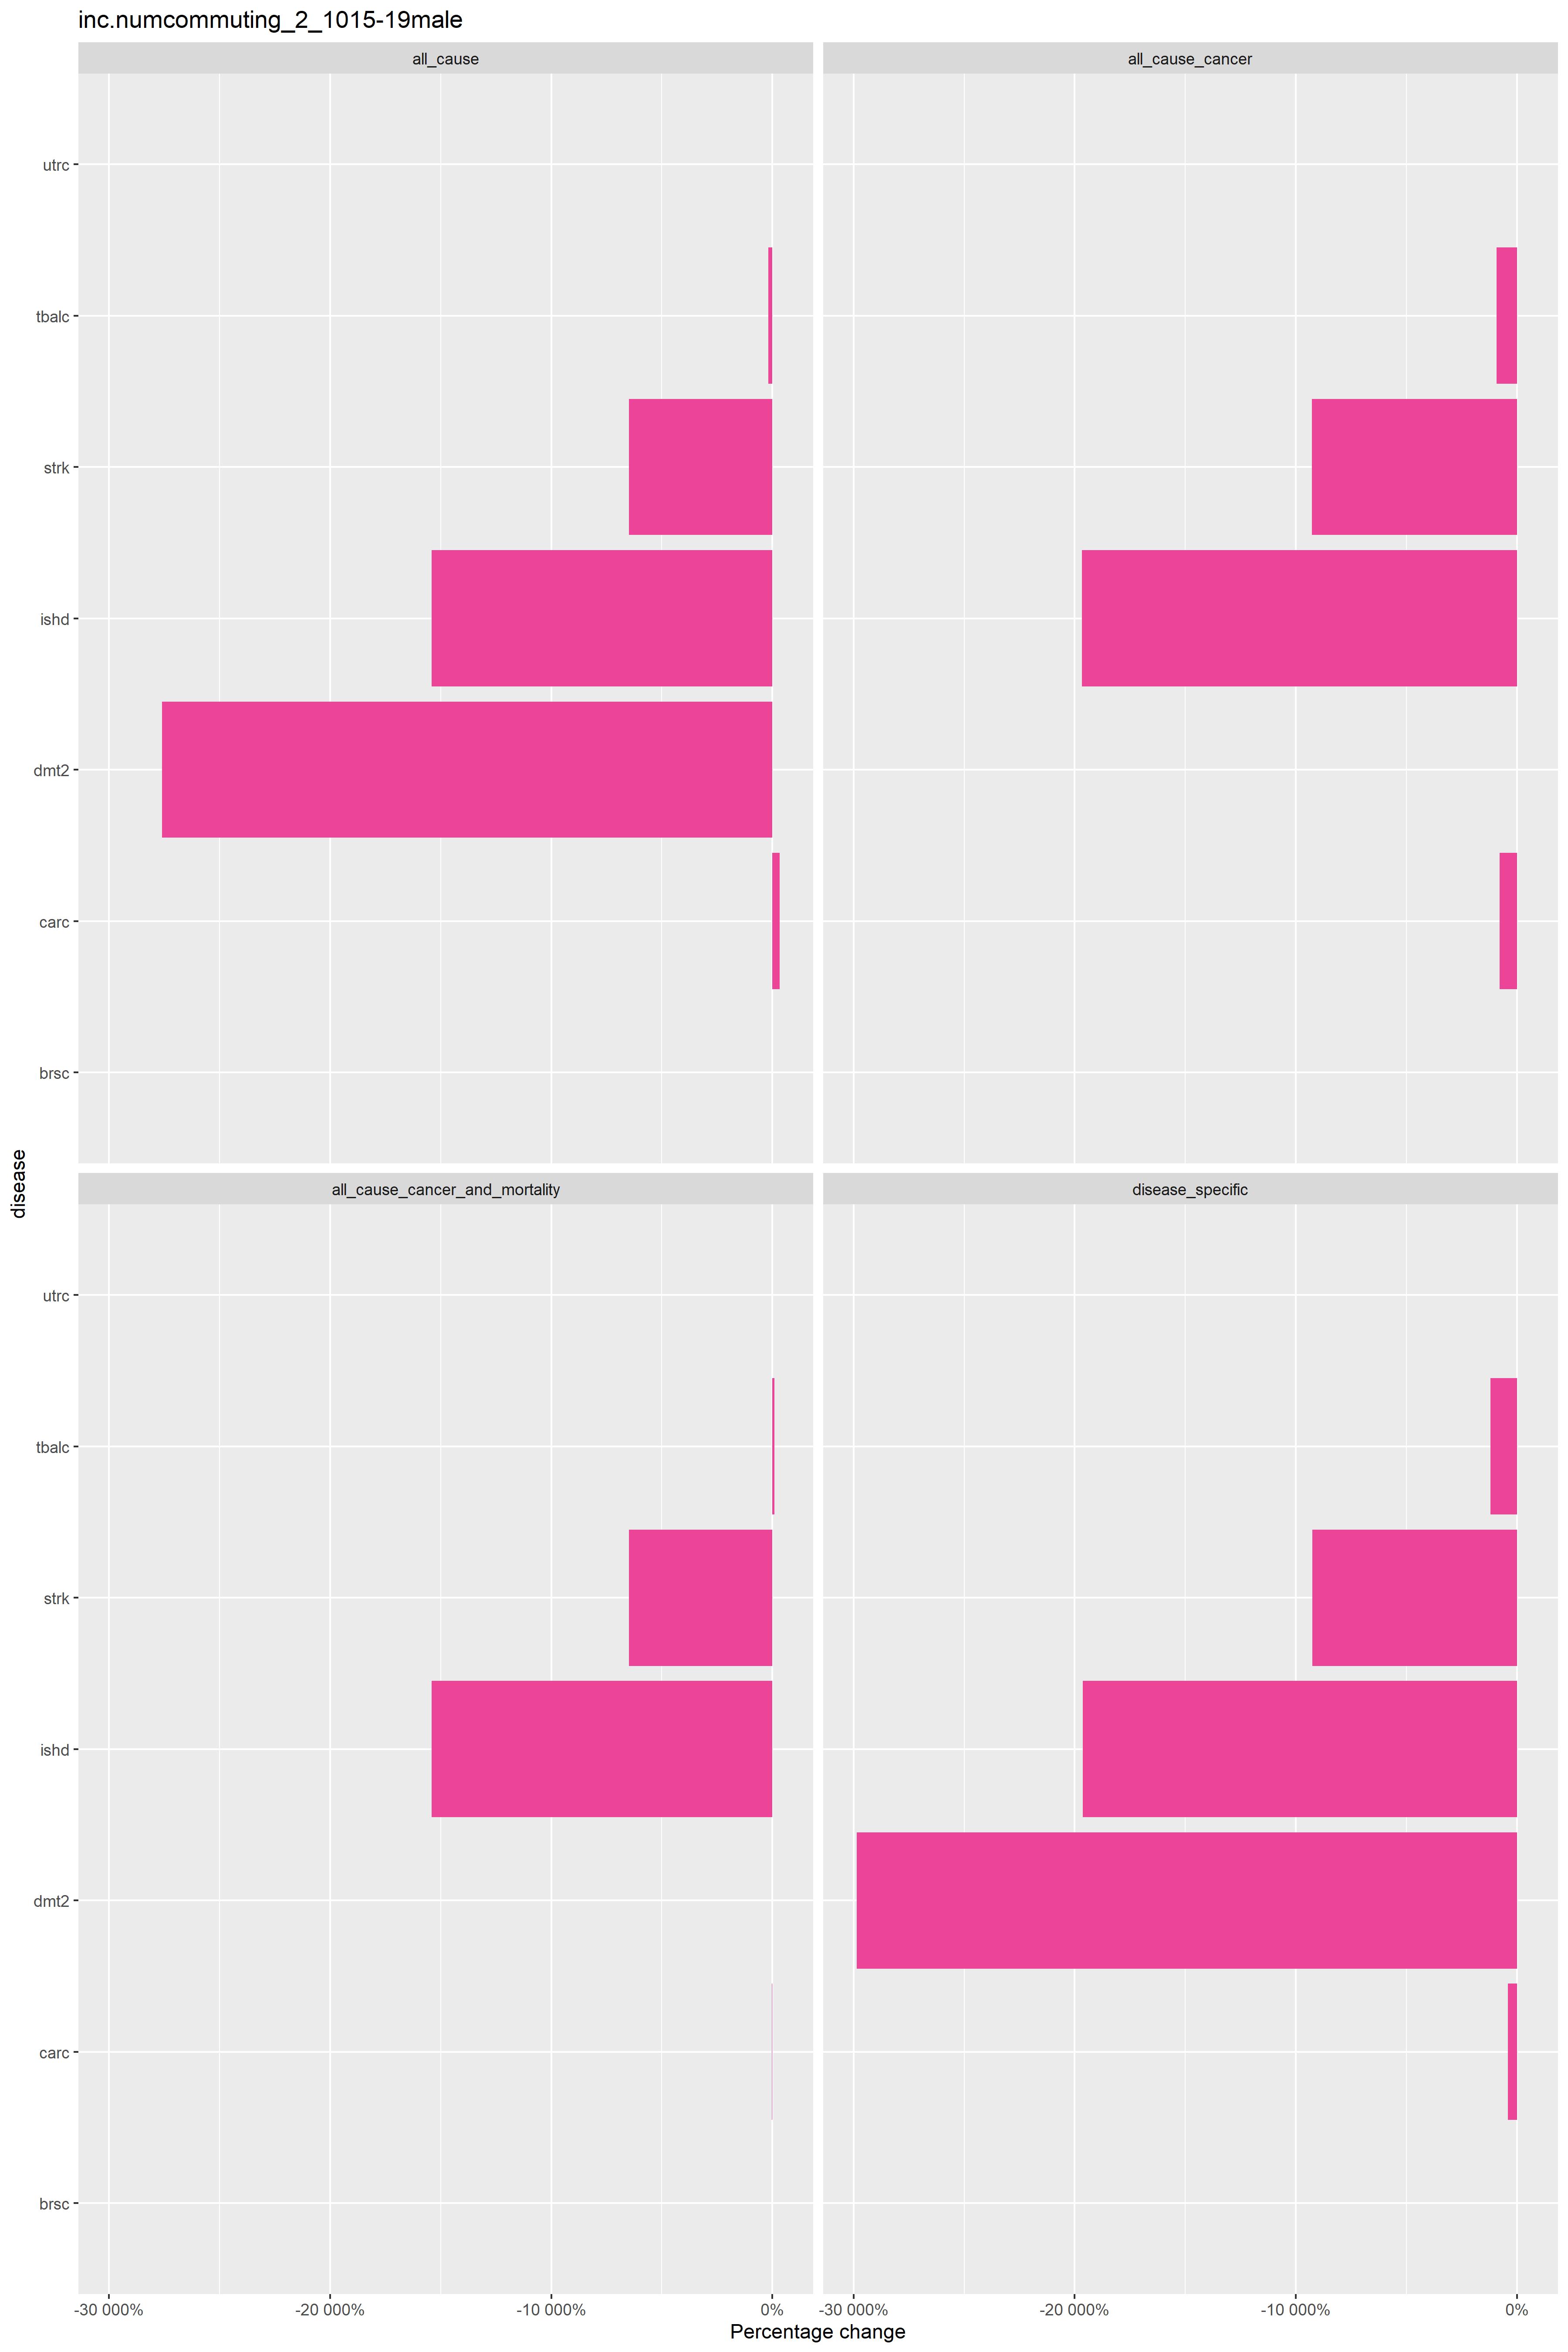 inc.numcommuting_2_1015-19male
all_cause
all_cause_cancer
utrc
tbalc
strk
ishd
dmt2
carc
brsc
disease
all_cause_cancer_and_mortality
disease_specific
utrc
tbalc
strk
ishd
dmt2
carc
brsc
-30 000%
-20 000%
-10 000%
0%
-30 000%
-20 000%
-10 000%
0%
Percentage change